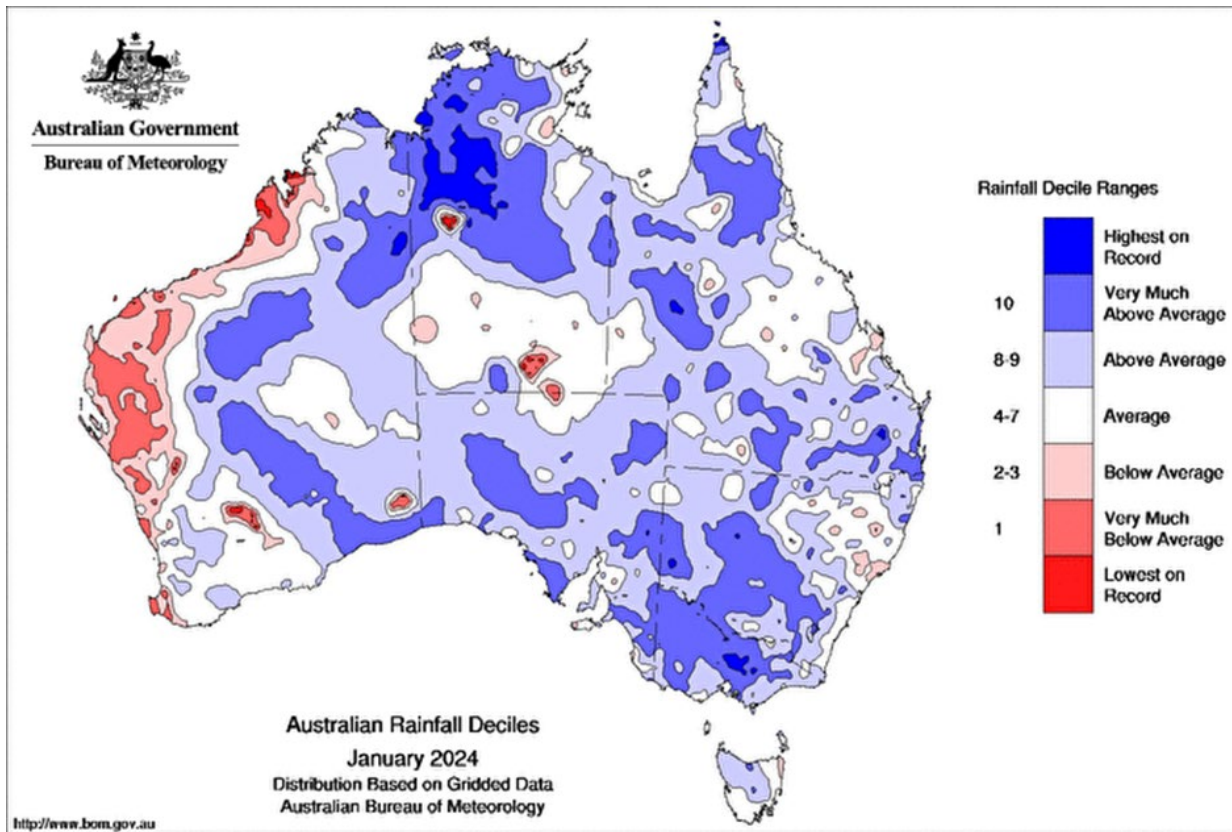 Australian Government
Bureau of Meteorology
Rainfall Decile Ranges
Highest on
Record
10
Very Much
Above Average
8-9
Above Average
4-7
Average
2-3
Below Average
1
Very Much
Below Average
Lowest on
Record
Australian Rainfall Deciles
January 2024
Distribution Based on Gridded Data
Australian Bureau of Meteorology
http://www.bom.gov.au